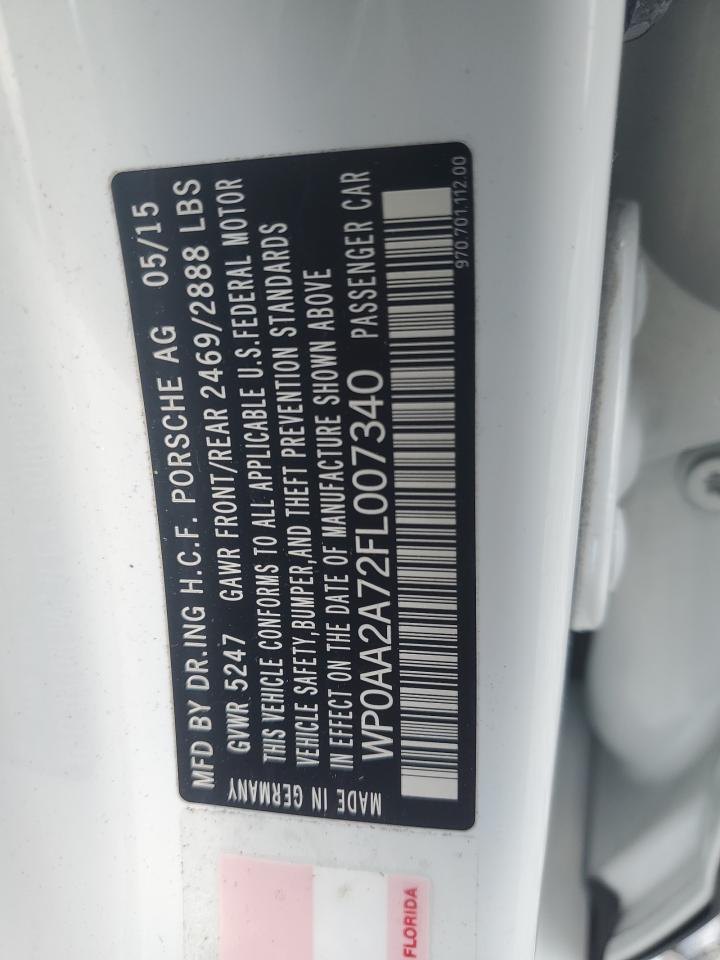 MFD BY DR.ING H.C.F. PORSCHE AG 05/15
GVWR 5247 GAWR FRONT/REAR 2469/2888 LBS
THIS VEHICLE CONFORMS TO ALL APPLICABLE U.S.FEDERAL MOTOR
VEHICLE SAFETY,BUMPER,AND THEFT PREVENTION STANDARDS
IN EFFECT ON THE DATE OF MANUFACTURE SHOWN ABOVE
WP0AA2A72FL007340 PASSENGER CAR
970.701.112.00
MADE IN GERMANY
FLORIDA